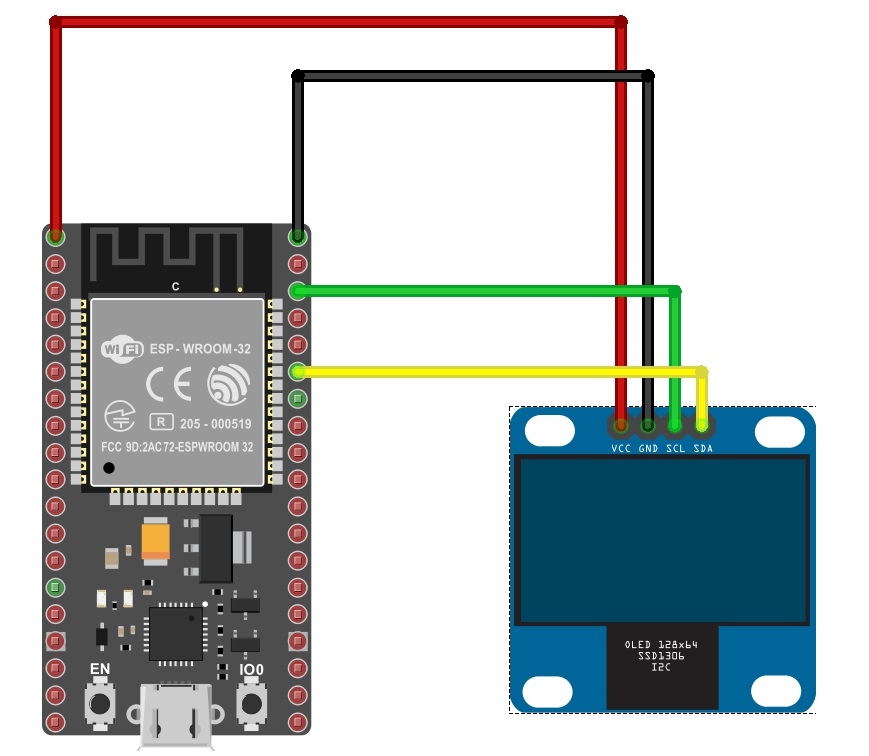 C
WiFi ESP-WROOM-32
CE
R 205-000519
FCC 9D:2AC72-ESPWROOM 32
EN
IO0
VCC GND SCL SDA
OLED 128x64
SSD1306
I2C